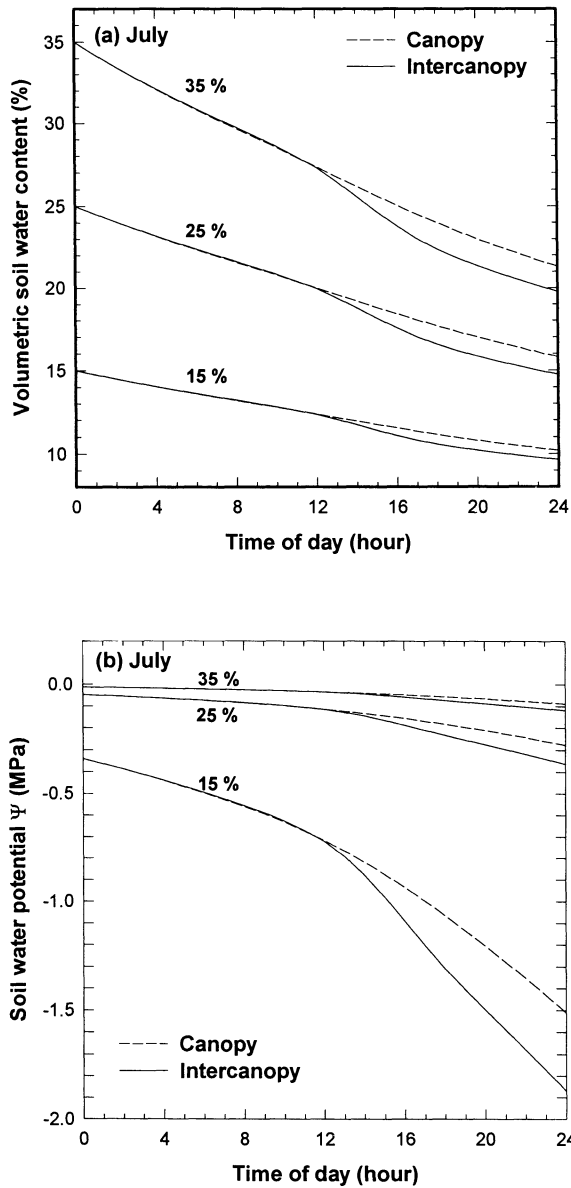 (a) July
Canopy
Intercanopy
35 %
25 %
15 %
35
30
25
20
15
10
Volumetric soil water content (%)
0 4 8 12 16 20 24
Time of day (hour)
(b) July
35 %
25 %
15 %
0.0
-0.5
-1.0
-1.5
-2.0
Soil water potential Ψ (MPa)
Canopy
Intercanopy
0 4 8 12 16 20 24
Time of day (hour)